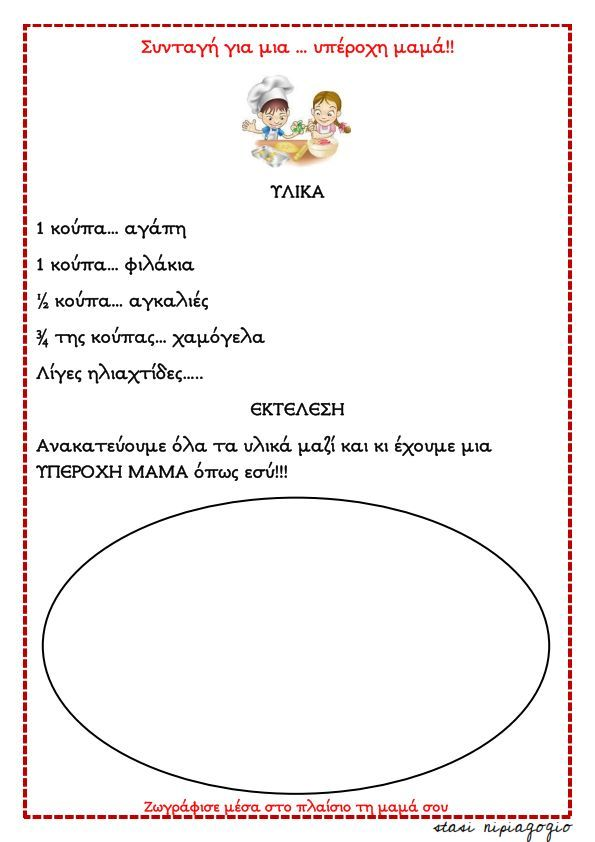 Συνταγή για μια ... υπέροχη μαμά!!
ΥΛΙΚΑ
1 κούπα... αγάπη
1 κούπα... φιλάκια
½ κούπα... αγκαλιές
¾ της κούπας... χαμόγελα
Λίγες ηλιαχτίδες.....
ΕΚΤΕΛΕΣΗ
Ανακατεύουμε όλα τα υλικά μαζί και κι έχουμε μια
ΥΠΕΡΟΧΗ ΜΑΜΑ όπως εσύ!!!
Ζωγράφισε μέσα στο πλαίσιο τη μαμά σου
stasi nipiagogio